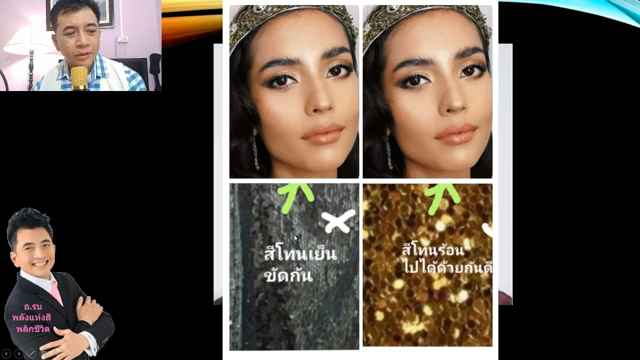 สีโทนเย็น
ขัดกัน
สีโทนร้อน
ไปได้ด้วยกันดี
อ.รบ
พลังแห่งสี
พลิกชีวิต